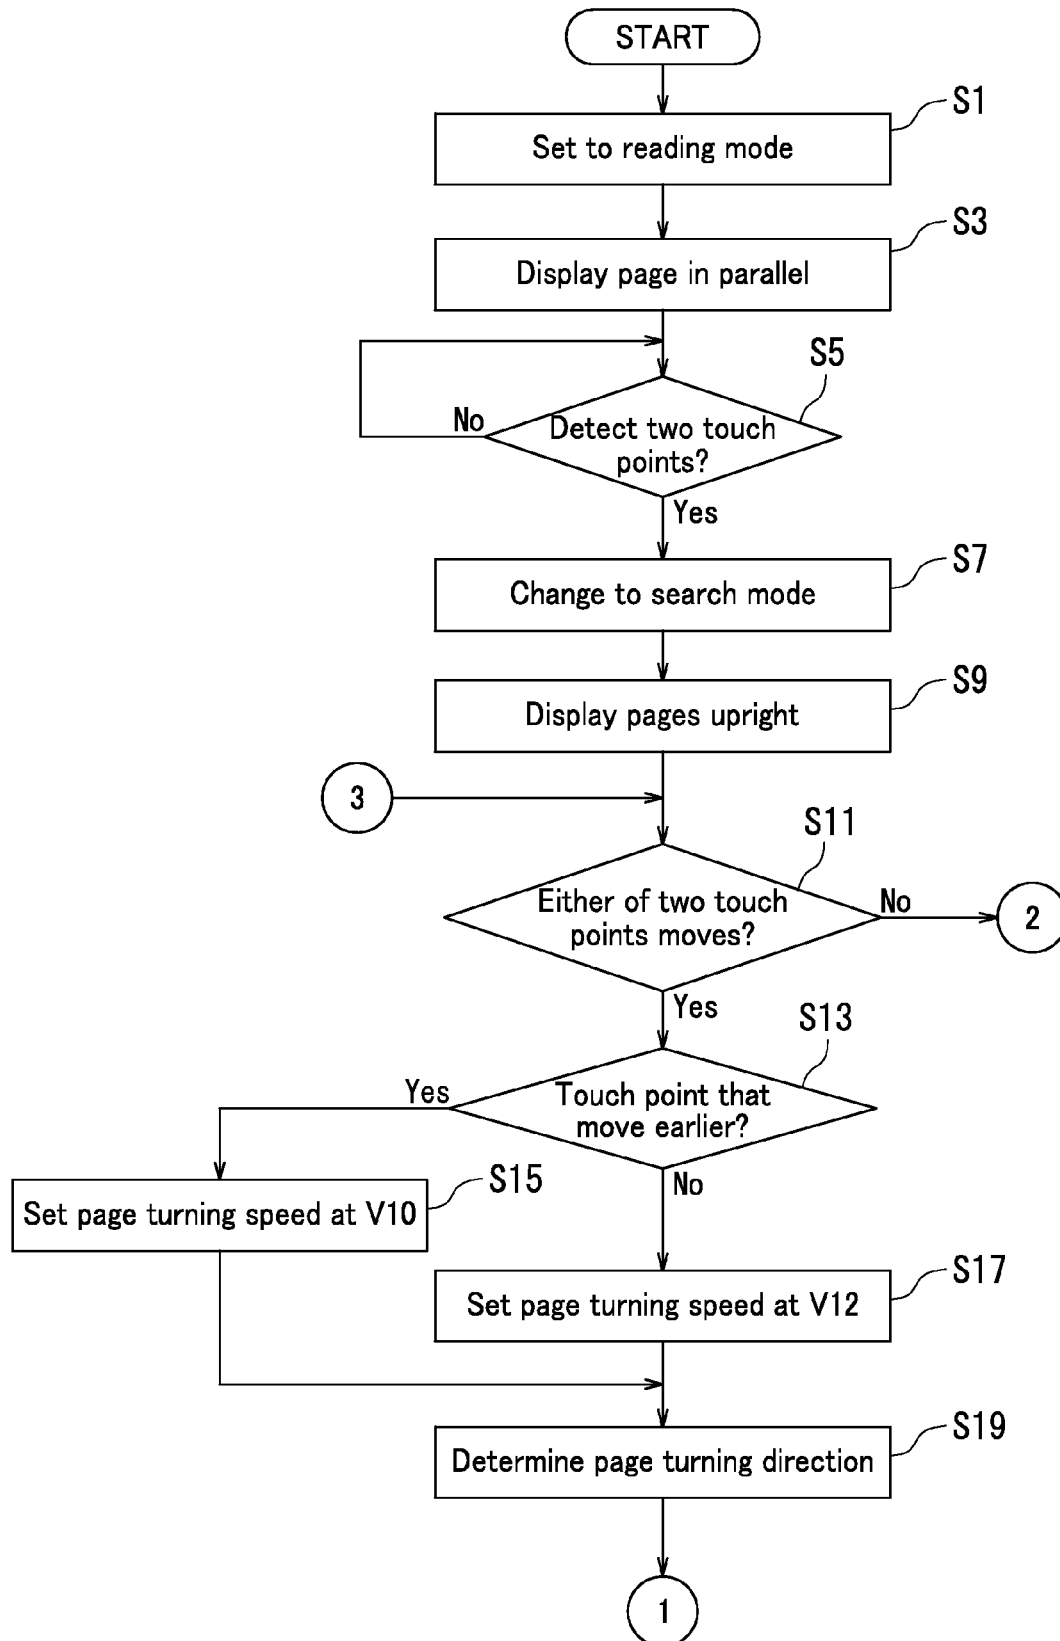 START
S1
Set to reading mode
S3
Display page in parallel
S5
No
Detect two touch
points?
Yes
S7
Change to search mode
S9
Display pages upright
3
S11
Either of two touch
points moves?
No
2
Yes
S13
Yes
Touch point that
move earlier?
S15
No
Set page turning speed at V10
S17
Set page turning speed at V12
S19
Determine page turning direction
1